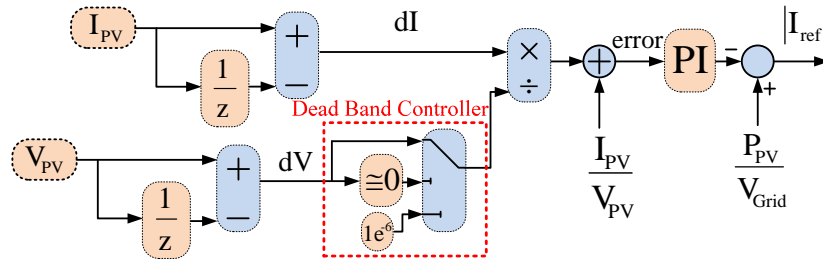 I_PV
1/z
+
−
dI
×
÷
+
error
PI
−
+
|I_ref
I_PV/V_PV
P_PV/V_Grid
Dead Band Controller
V_PV
1/z
+
−
dV
≅0
1e^-6